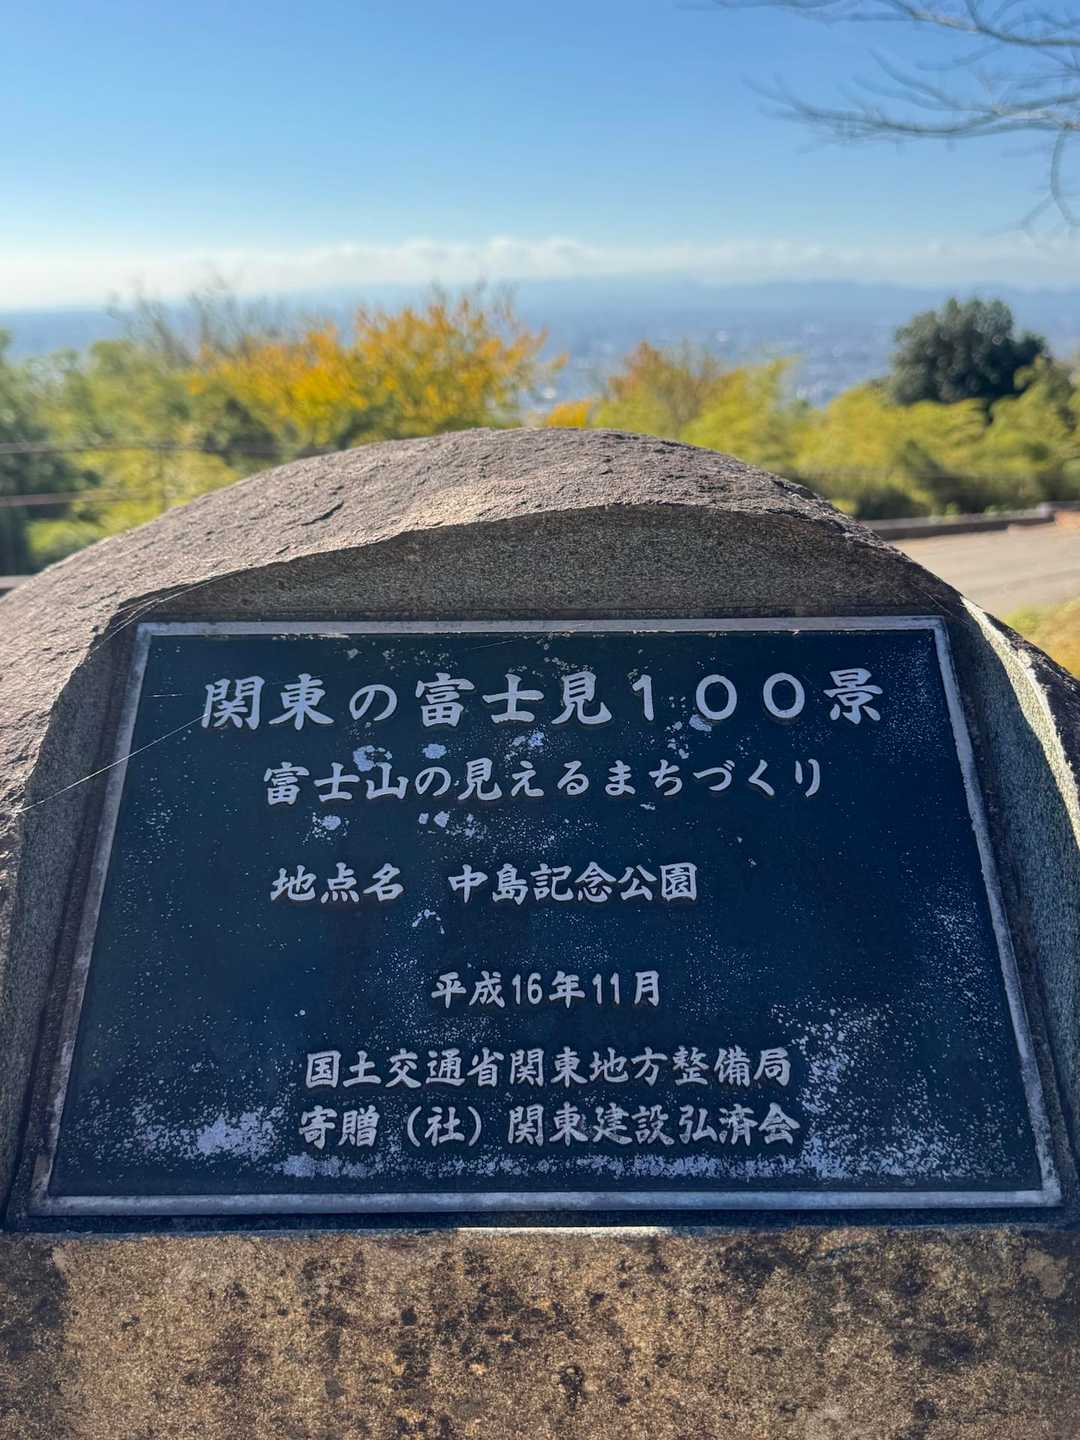 関東の富士見１００景
富士山の見えるまちづくり
地点名　中島記念公園
平成16年11月
国土交通省関東地方整備局
寄贈（社）関東建設弘済会